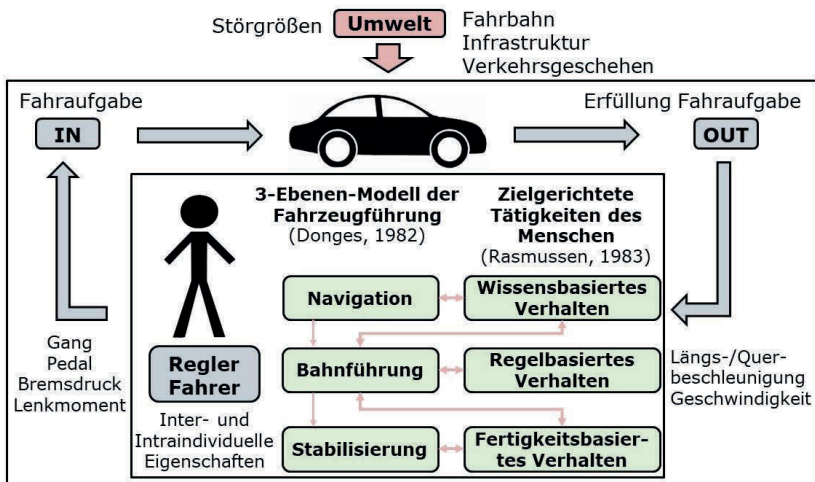 Störgrößen
Umwelt
Fahrbahn
Infrastruktur
Verkehrsgeschehen
Fahraufgabe
IN
Erfüllung Fahraufgabe
OUT
3-Ebenen-Modell der
Fahrzeugführung
(Donges, 1982)
Zielgerichtete
Tätigkeiten des
Menschen
(Rasmussen, 1983)
Navigation
Wissensbasiertes
Verhalten
Bahnführung
Regelbasiertes
Verhalten
Stabilisierung
Fertigkeitsbasier-
tes Verhalten
Gang
Pedal
Bremsdruck
Lenkmoment
Regler
Fahrer
Inter- und
Intraindividuelle
Eigenschaften
Längs-/Quer-
beschleunigung
Geschwindigkeit